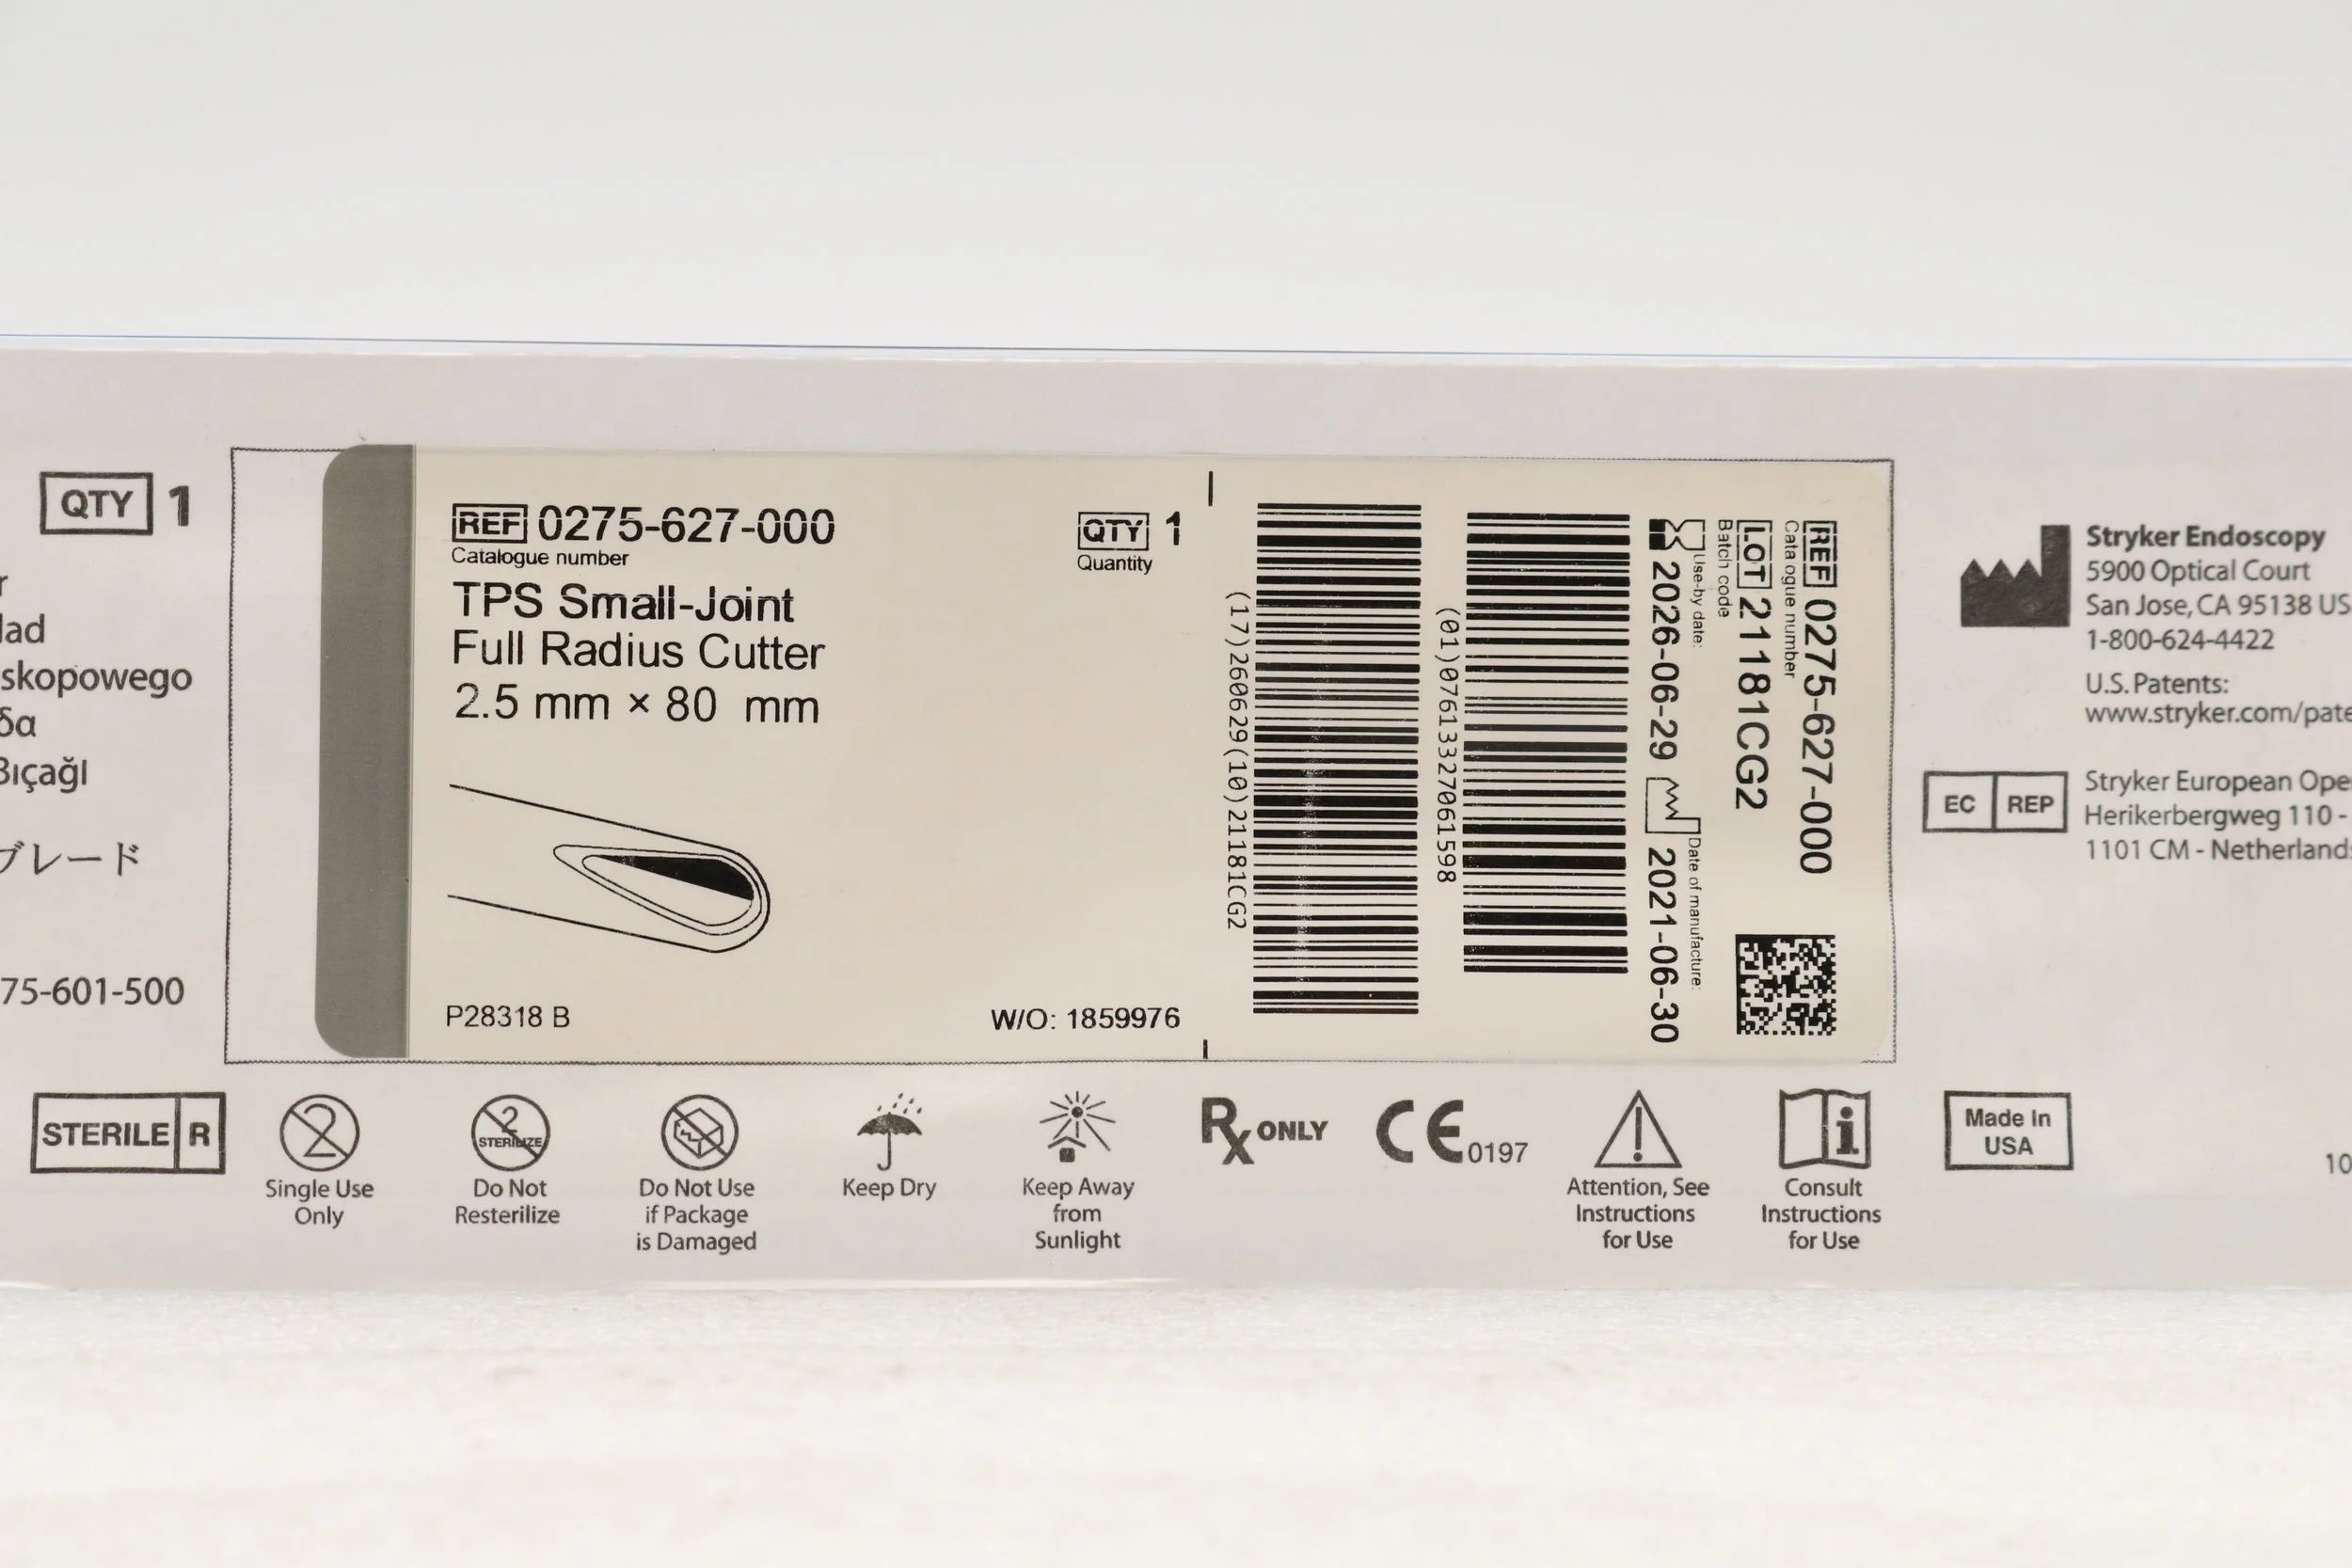 QTY 1
skopowego
Bıçağı
ブレード
75-601-500
REF 0275-627-000
Catalogue number
QTY 1
Quantity
TPS Small-Joint
Full Radius Cutter
2.5 mm × 80 mm
P28318 B
W/O: 1859976
(17)260629(10)21181CG2
(01)07613327061598
REF 0275-627-000
Catalogue number
LOT 21181CG2
Batch code
Use-by date:
2026-06-29
Date of manufacture:
2021-06-30
Stryker Endoscopy
5900 Optical Court
San Jose, CA 95138 US
1-800-624-4422
U.S. Patents:
www.stryker.com/pate
EC REP
Stryker European Ope
Herikerbergweg 110 -
1101 CM - Netherlands
STERILE R
2
Single Use
Only
2
STERILIZE
Do Not
Resterilize
Do Not Use
if Package
is Damaged
Keep Dry
Keep Away
from
Sunlight
Rx ONLY
CE 0197
Attention, See
Instructions
for Use
Consult
Instructions
for Use
Made In
USA
10